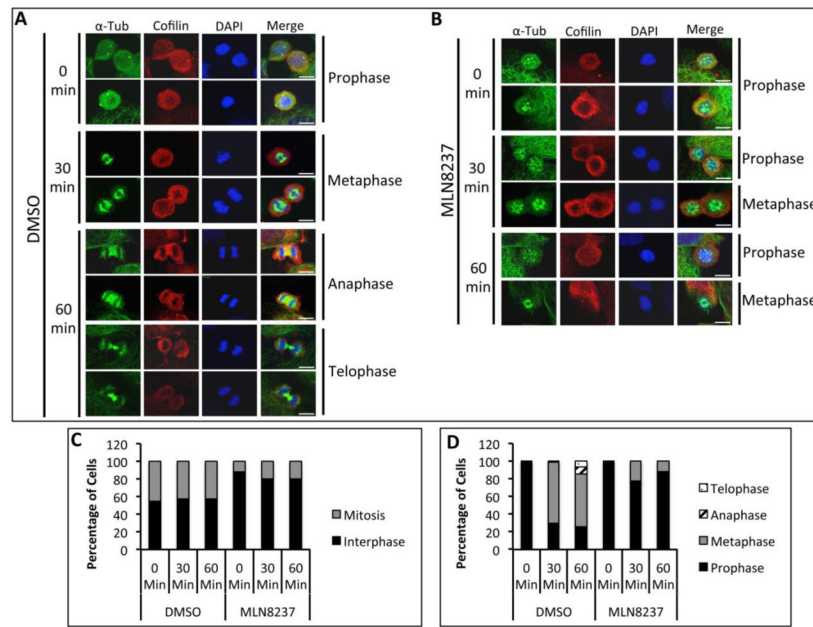 A
α-Tub Cofilin DAPI Merge
DMSO
0 min
Prophase
30 min
Metaphase
60 min
Anaphase
Telophase
B
α-Tub Cofilin DAPI Merge
MLN8237
0 min
Prophase
30 min
Prophase
Metaphase
60 min
Prophase
Metaphase
C
Percentage of Cells
120
100
80
60
40
20
0
0 30 60 0 30 60
Min Min Min Min Min Min
DMSO MLN8237
Mitosis
Interphase
D
Percentage of Cells
120
100
80
60
40
20
0
0 30 60 0 30 60
Min Min Min Min Min Min
DMSO MLN8237
Telophase
Anaphase
Metaphase
Prophase